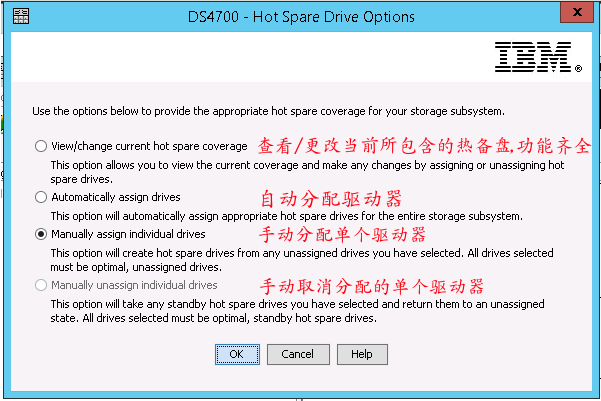 DS4700 - Hot Spare Drive Options
x
IBM®
Use the options below to provide the appropriate hot spare coverage for your storage subsystem.
View/change current hot spare coverage 查看/更改当前所包含的热备盘,功能齐全
This option allows you to view the current coverage and make any changes by assigning or unassigning hot
spare drives.
Automatically assign drives 自动分配驱动器
This option will automatically assign appropriate hot spare drives for the entire storage subsystem.
Manually assign individual drives 手动分配单个驱动器
This option will create hot spare drives from any unassigned drives you have selected. All drives selected
must be optimal, unassigned drives.
Manually unassign individual drives 手动取消分配的单个驱动器
This option will take any standby hot spare drives you have selected and return them to an unassigned
state. All drives selected must be optimal, standby hot spare drives.
OK Cancel Help